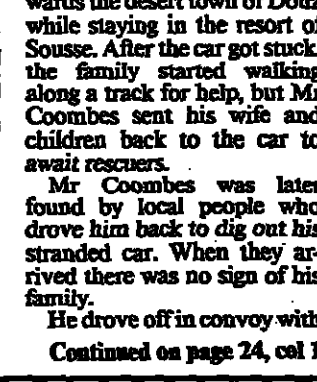 wards the desert town of Douz
while staying in the resort of
Sousse. After the car got stuck,
the family started walking
along a track for help, but Mr
Coombes sent his wife and
children back to the car to
await rescuers.
Mr Coombes was later
found by local people who
drove him back to dig out his
stranded car. When they ar-
rived there was no sign of his
family.
He drove off in convoy with
Continued on page 24, col 1